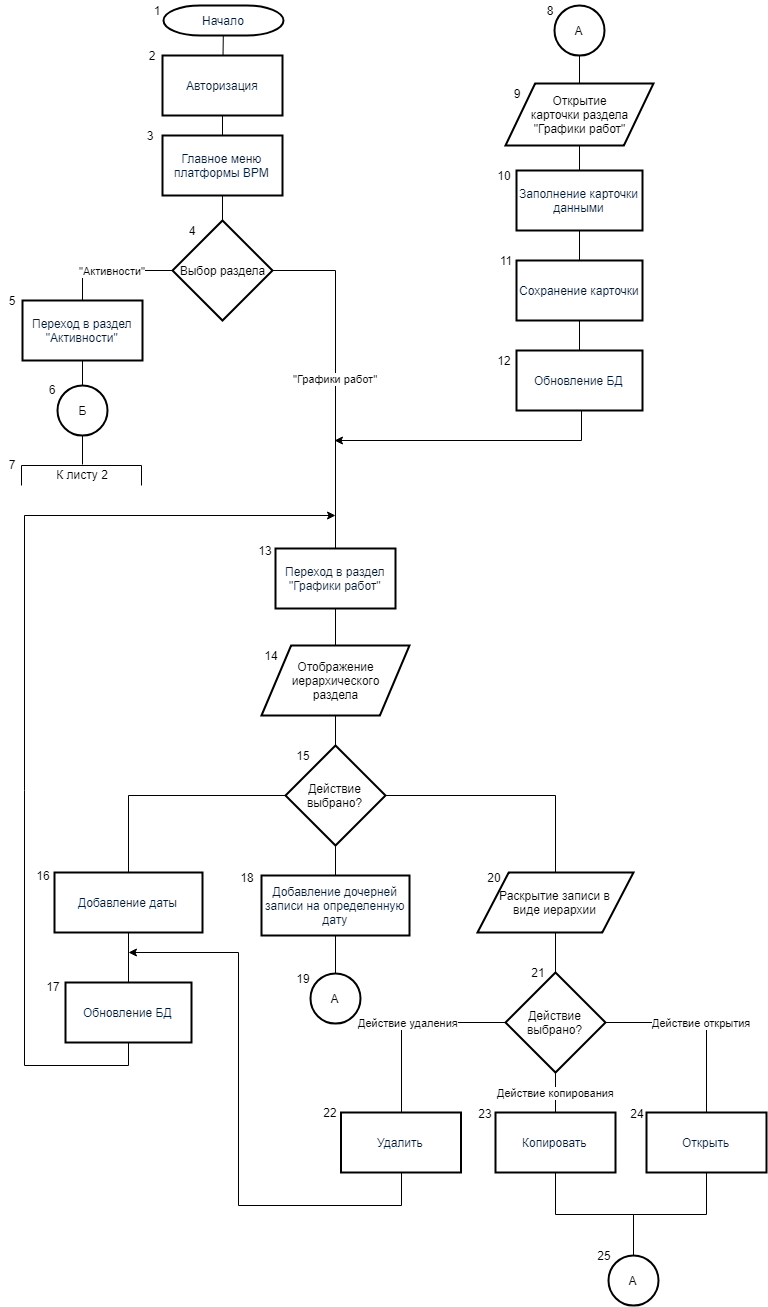 1
Начало
2
Авторизация
3
Главное меню
платформы BPM
4
Выбор раздела
"Активности"
5
Переход в раздел
"Активности"
6
Б
7
К листу 2
"Графики работ"
8
А
9
Открытие
карточки раздела
"Графики работ"
10
Заполнение карточки
данными
11
Сохранение карточки
12
Обновление БД
13
Переход в раздел
"Графики работ"
14
Отображение
иерархического
раздела
15
Действие
выбрано?
16
Добавление даты
17
Обновление БД
18
Добавление дочерней
записи на определенную
дату
19
А
20
Раскрытие записи в
виде иерархии
21
Действие
выбрано?
Действие удаления
Действие копирования
Действие открытия
22
Удалить
23
Копировать
24
Открыть
25
А